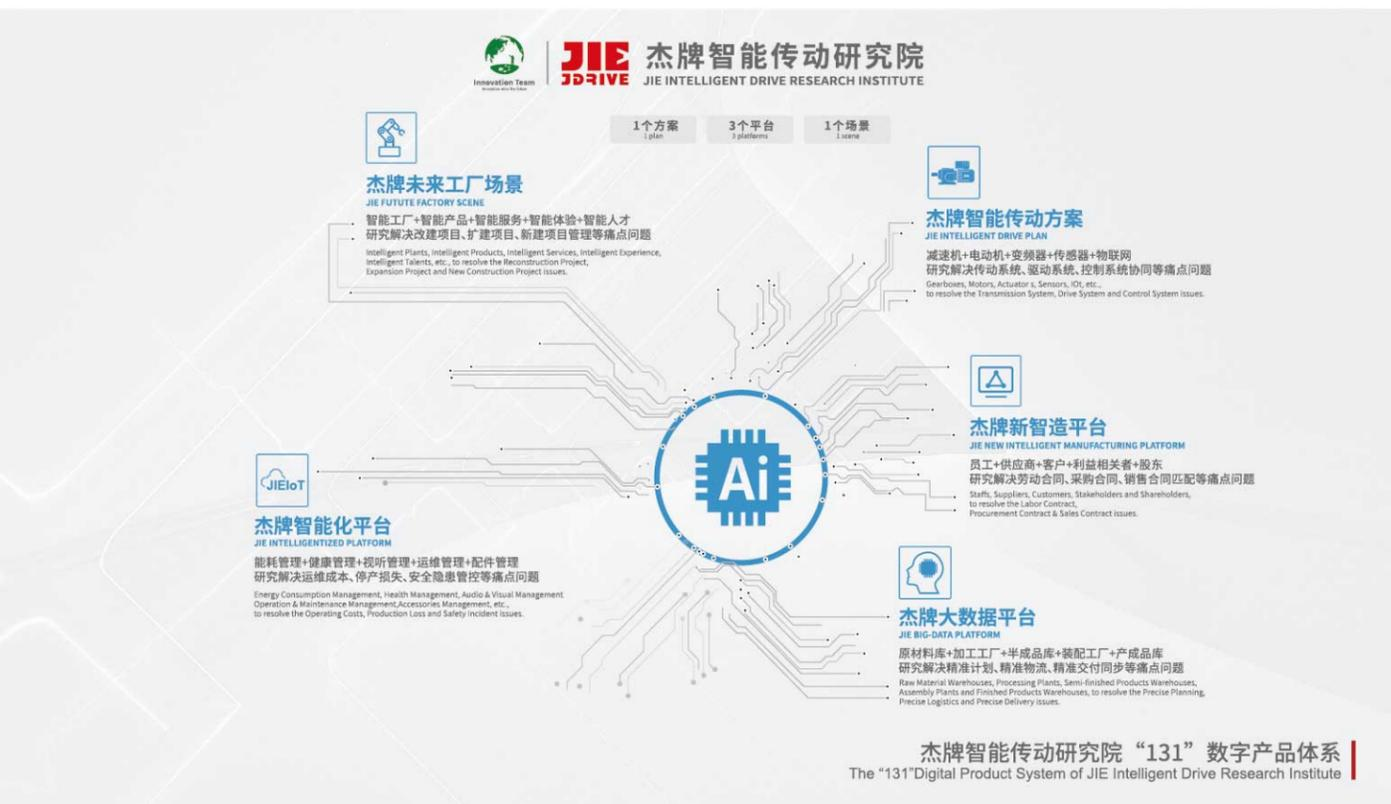 Innovation Team
JIE
JDRIVE
杰牌智能传动研究院
JIE INTELLIGENT DRIVE RESEARCH INSTITUTE
1个方案
1 plan
3个平台
3 platforms
1个场景
1 scene
杰牌未来工厂场景
JIE FUTUTE FACTORY SCENE
智能工厂+智能产品+智能服务+智能体验+智能人才
研究解决改建项目、扩建项目、新建项目管理等痛点问题
Intelligent Plants, Intelligent Products, Intelligent Services, Intelligent Experience,
Intelligent Talents, etc., to resolve the Reconstruction Project,
Expansion Project and New Construction Project issues.
杰牌智能传动方案
JIE INTELLIGENT DRIVE PLAN
减速机+电动机+变频器+传感器+物联网
研究解决传动系统、驱动系统、控制系统协同等痛点问题
Gearboxes, Motors, Actuator s, Sensors, IOt, etc.,
to resolve the Transmission System, Drive System and Control System issues.
杰牌新智造平台
JIE NEW INTELLIGENT MANUFACTURING PLATFORM
员工+供应商+客户+利益相关者+股东
研究解决劳动合同、采购合同、销售合同匹配等痛点问题
Staffs, Suppliers, Customers, Stakeholders and Shareholders,
to resolve the Labor Contract,
Procurement Contract & Sales Contract issues.
Ai
JIEIoT
杰牌智能化平台
JIE INTELLIGENTIZED PLATFORM
能耗管理+健康管理+视听管理+运维管理+配件管理
研究解决运维成本、停产损失、安全隐患管控等痛点问题
Energy Consumption Management, Health Management, Audio & Visual Management
Operation & Maintenance Management,Accessories Management, etc.,
to resolve the Operating Costs, Production Loss and Safety Incident issues.
杰牌大数据平台
JIE BIG-DATA PLATFORM
原材料库+加工工厂+半成品库+装配工厂+产成品库
研究解决精准计划、精准物流、精准交付同步等痛点问题
Raw Material Warehouses, Processing Plants, Semi-finished Products Warehouses,
Assembly Plants and Finished Products Warehouses, to resolve the Precise Planning,
Precise Logistics and Precise Delivery issues.
杰牌智能传动研究院“131”数字产品体系
The “131”Digital Product System of JIE Intelligent Drive Research Institute